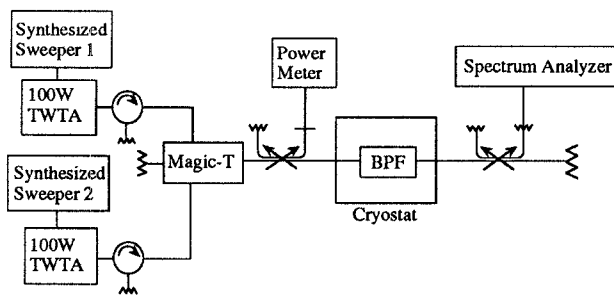 Synthesized
Sweeper 1
100W
TWTA
Power
Meter
Spectrum Analyzer
Magic-T
BPF
Cryostat
Synthesized
Sweeper 2
100W
TWTA